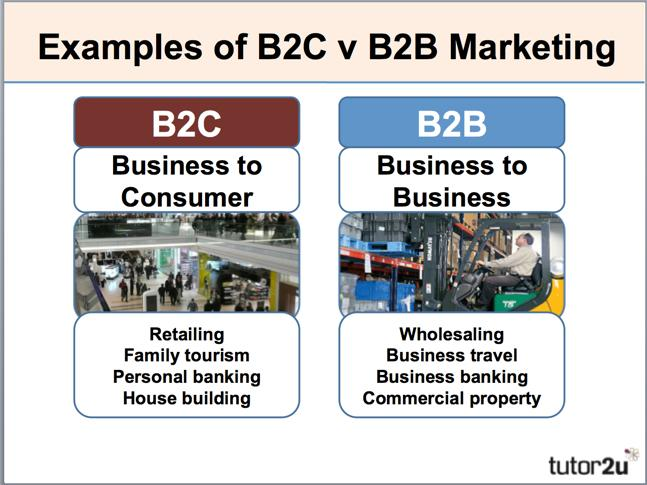 Examples of B2C v B2B Marketing
B2C
Business to
Consumer
Retailing
Family tourism
Personal banking
House building
B2B
Business to
Business
KOMATSU
Wholesaling
Business travel
Business banking
Commercial property
tutor2u